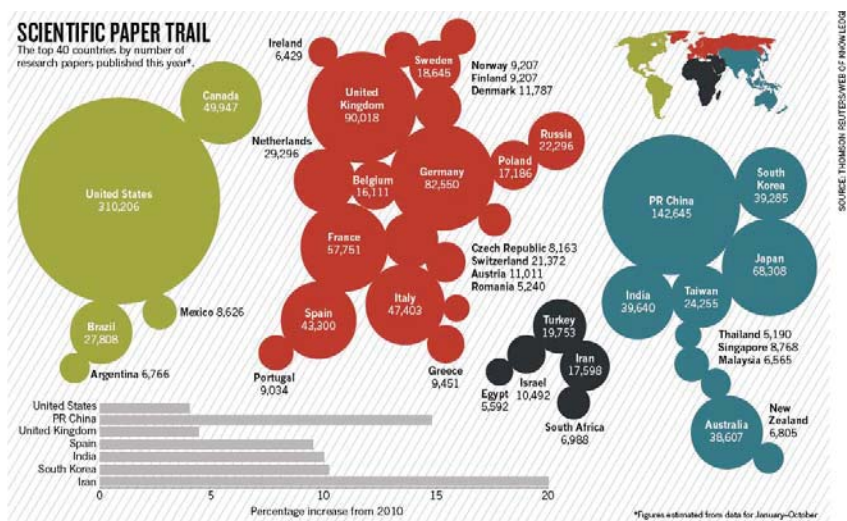 SCIENTIFIC PAPER TRAIL
The top 40 countries by number of
research papers published this year*.
Canada
49,947
United States
310,206
Mexico 8,626
Brazil
27,808
Argentina 6,766
Ireland
6,429
United
Kingdom
90,018
Sweden
18,645
Norway 9,207
Finland 9,207
Denmark 11,787
Netherlands
29,296
Belgium
16,111
Germany
82,550
Poland
17,186
Russia
22,296
France
57,751
Czech Republic 8,163
Switzerland 21,372
Austria 11,011
Romania 5,240
Spain
43,300
Italy
47,403
Portugal
9,034
Greece
9,451
Turkey
19,753
Iran
17,598
Egypt
5,592
Israel
10,492
South Africa
6,988
PR China
142,645
South
Korea
39,285
Japan
68,308
India
39,640
Taiwan
24,255
Thailand 5,190
Singapore 8,768
Malaysia 6,565
Australia
38,607
New
Zealand
6,805
United States
PR China
United Kingdom
Spain
India
South Korea
Iran
0 5 10 15 20
Percentage increase from 2010
*Figures estimated from data for January–October
SOURCE: THOMSON REUTERS/WEB OF KNOWLEDGE